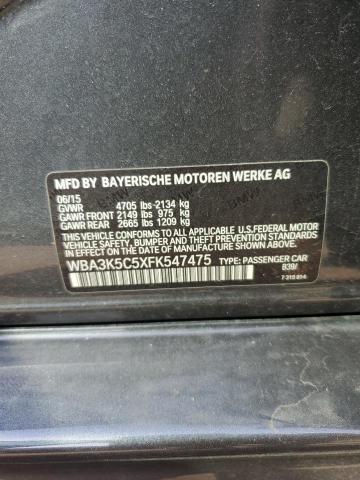 MFD BY BAYERISCHE MOTOREN WERKE AG
06/15
GVWR 4705 lbs-2134 kg
GAWR FRONT 2149 lbs 975 kg
GAWR REAR 2665 lbs 1209 kg
THIS VEHICLE CONFORMS TO ALL APPLICABLE U.S.FEDERAL MOTOR
VEHICLE SAFETY, BUMPER, AND THEFT PREVENTION STANDARDS
IN EFFECT ON THE DATE OF MANUFACTURE SHOWN ABOVE.
WBA3K5C5XFK547475 TYPE: PASSENGER CAR
839/